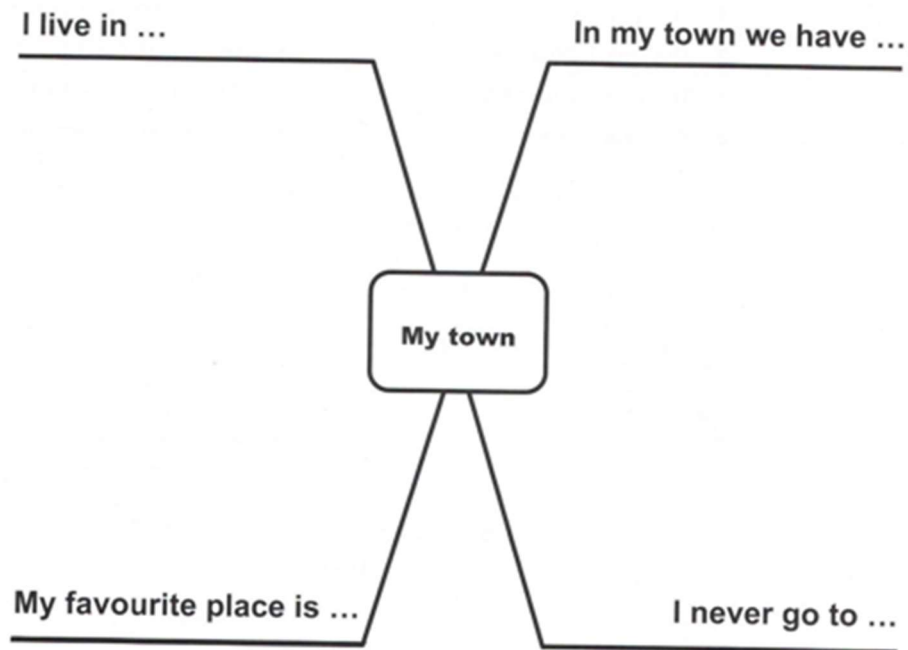 I live in ...
In my town we have ...
My town
My favourite place is ...
I never go to ...